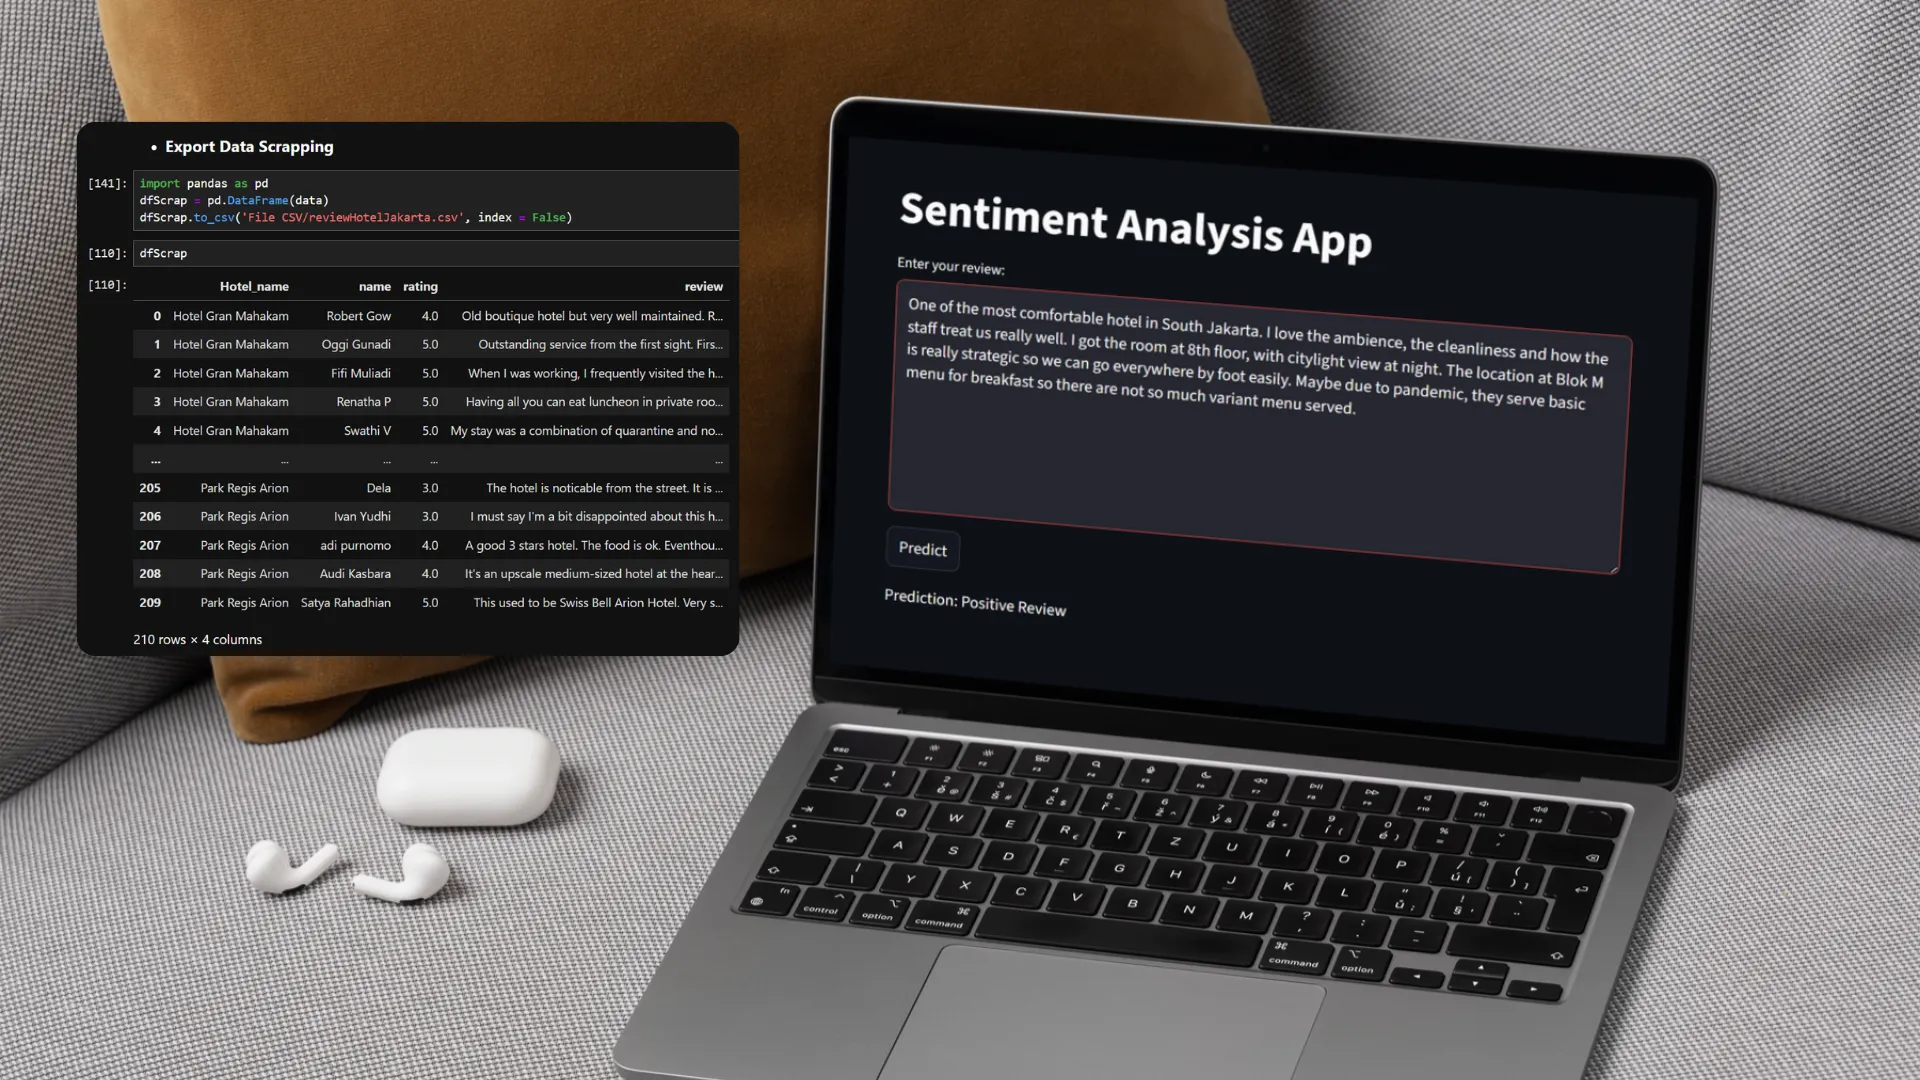 • Export Data Scrapping
[141]: import pandas as pd
dfScrap = pd.DataFrame(data)
dfScrap.to_csv('File CSV/reviewHotelJakarta.csv', index = False)
[110]: dfScrap
[110]: Hotel_name name rating review
0 Hotel Gran Mahakam Robert Gow 4.0 Old boutique hotel but very well maintained. R...
1 Hotel Gran Mahakam Oggi Gunadi 5.0 Outstanding service from the first sight. Firs...
2 Hotel Gran Mahakam Fifi Muliadi 5.0 When I was working, I frequently visited the h...
3 Hotel Gran Mahakam Renatha P 5.0 Having all you can eat luncheon in private roo...
4 Hotel Gran Mahakam Swathi V 5.0 My stay was a combination of quarantine and no...
... ... ... ... ...
205 Park Regis Arion Dela 3.0 The hotel is noticable from the street. It is ...
206 Park Regis Arion Ivan Yudhi 3.0 I must say I'm a bit disappointed about this h...
207 Park Regis Arion adi purnomo 4.0 A good 3 stars hotel. The food is ok. Eventhou...
208 Park Regis Arion Audi Kasbara 4.0 It's an upscale medium-sized hotel at the hear...
209 Park Regis Arion Satya Rahadhian 5.0 This used to be Swiss Bell Arion Hotel. Very s...
210 rows × 4 columns
Sentiment Analysis App
Enter your review:
One of the most comfortable hotel in South Jakarta. I love the ambience, the cleanliness and how the
staff treat us really well. I got the room at 8th floor, with citylight view at night. The location at Blok M
is really strategic so we can go everywhere by foot easily. Maybe due to pandemic, they serve basic
menu for breakfast so there are not so much variant menu served.
Predict
Prediction: Positive Review
esc F1 F2 F3 F4 F5 F6 F7 F8 F9 F10 F11 F12
Q W E R T Z U I O P
A S D F G H J K L
Y X C V B N M
fn control option command command option